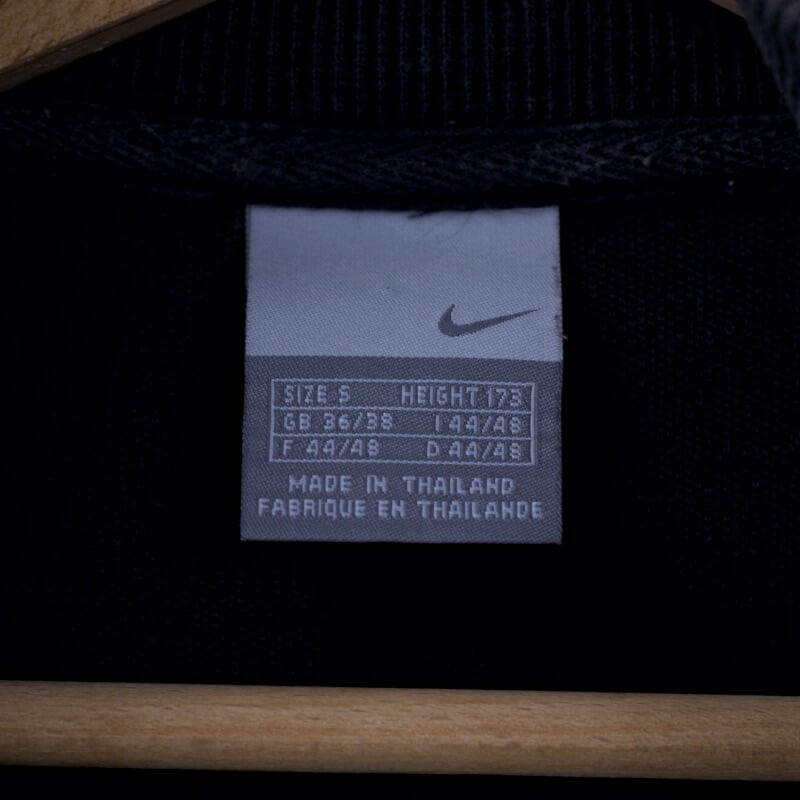 SIZE S HEIGHT 173
GB 36/38 I 44/48
F 44/48 D 44/48
MADE IN THAILAND
FABRIQUE EN THAILANDE